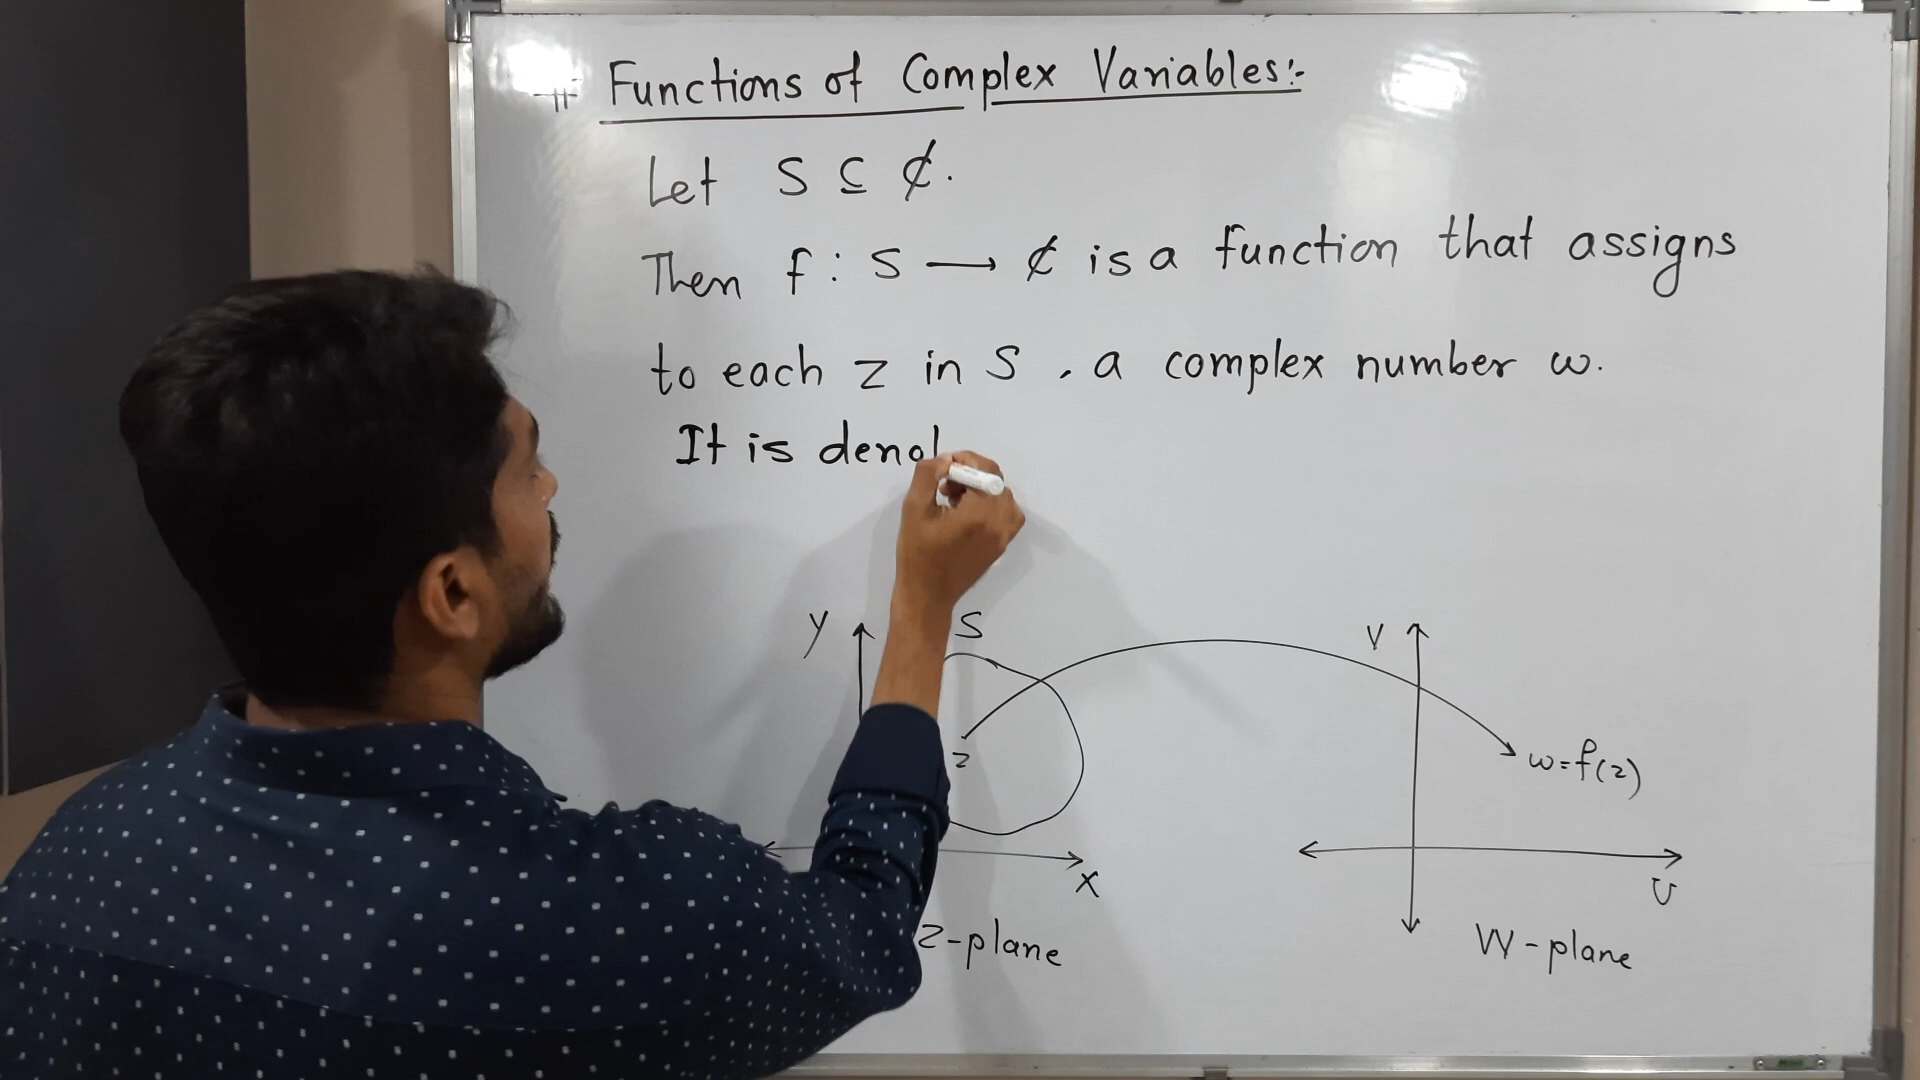 # Functions of Complex Variables:-
Let S ⊆ ₵.
Then f : S ⟶ ₵ is a function that assigns
to each z in S , a complex number w.
It is denot
Y
S
V
z
w=f(z)
X
U
Z-plane
W-plane